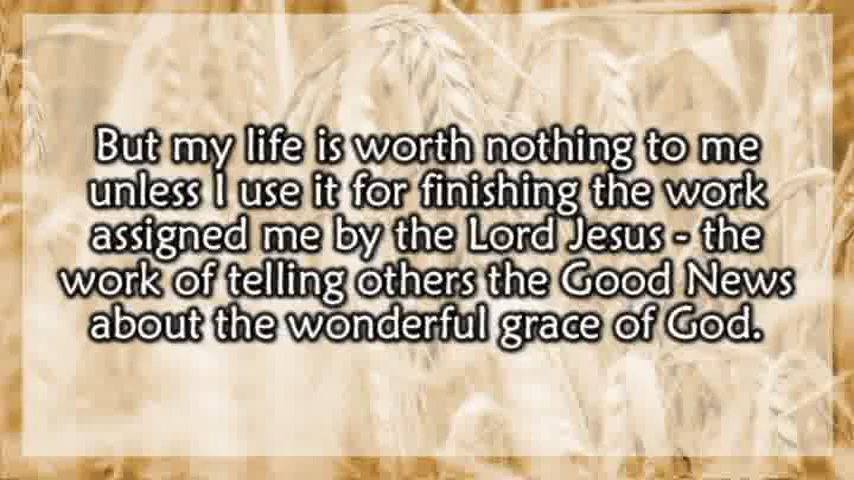 But my life is worth nothing to me
unless I use it for finishing the work
assigned me by the Lord Jesus - the
work of telling others the Good News
about the wonderful grace of God.